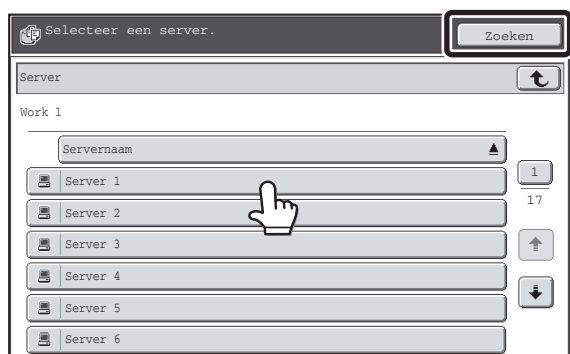 Selecteer een server.
Zoeken
Server
Work 1
Servernaam
Server 1
1
17
Server 2
Server 3
Server 4
Server 5
Server 6